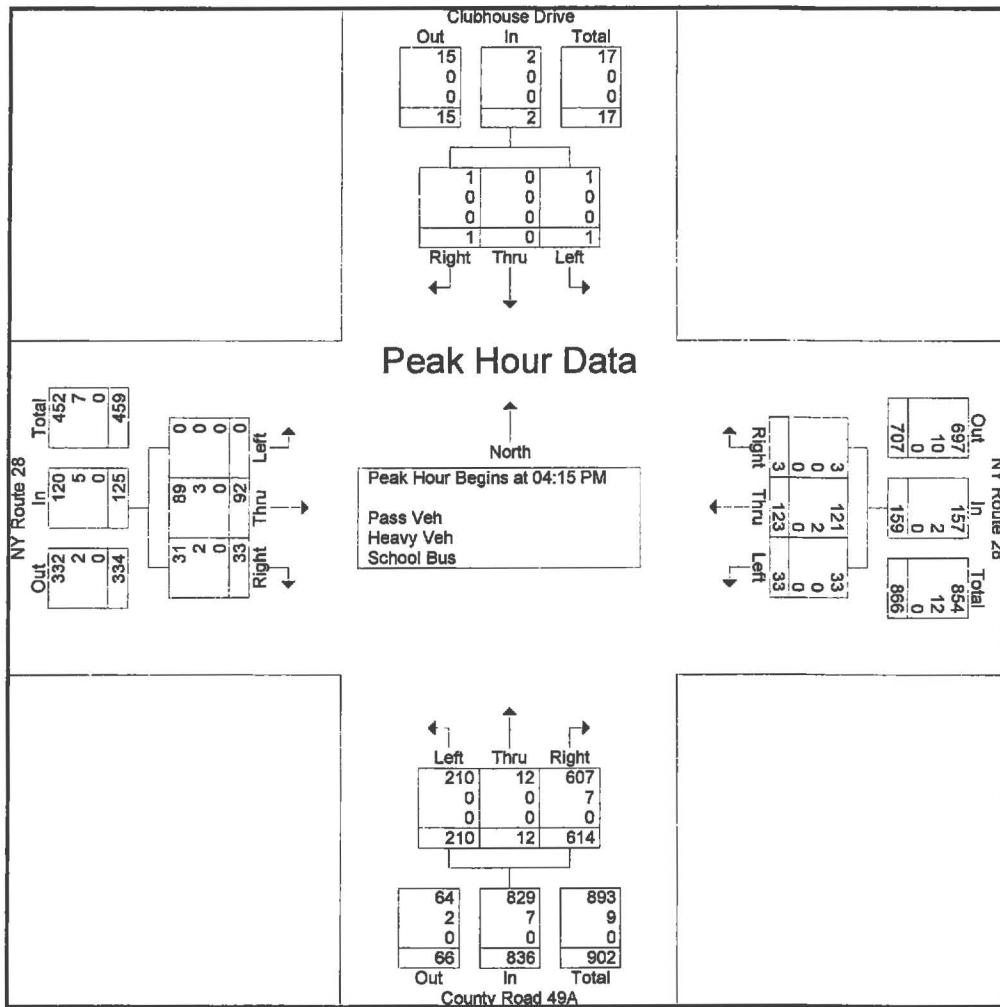 Clubhouse Drive
Out In Total
15 2 17
0 0 0
0 0 0
15 2 17
1 0 1
0 0 0
0 0 0
1 0 1
Right Thru Left
Peak Hour Data
NY Route 28
Total
452 7 0 459
In
120 5 0 125
Out
332 2 0 334
Left
0 0 0 0
Thru
89 3 0 92
Right
31 2 0 33
North
Peak Hour Begins at 04:15 PM
Pass Veh
Heavy Veh
School Bus
Right
3 0 0 3
Thru
121 2 0 123
Left
33 0 0 33
Out
697 10 0 707
In
157 2 0 159
Total
854 12 0 866
NY Route 28
Left Thru Right
210 12 607
0 0 7
0 0 0
210 12 614
64 829 893
2 7 9
0 0 0
66 836 902
Out In Total
County Road 49A